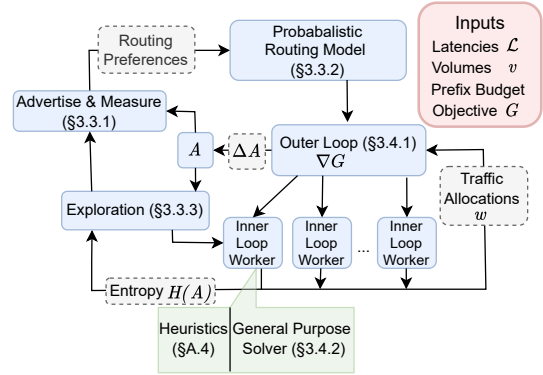 Routing
Preferences
Probabalistic
Routing Model
(§3.3.2)
Inputs
Latencies ℒ
Volumes v
Prefix Budget
Objective G
Advertise & Measure
(§3.3.1)
A
ΔA
Outer Loop (§3.4.1)
∇G
Traffic
Allocations
w
Exploration (§3.3.3)
Inner
Loop
Worker
Inner
Loop
Worker
...
Inner
Loop
Worker
Entropy H(A)
Heuristics
(§A.4)
General Purpose
Solver (§3.4.2)